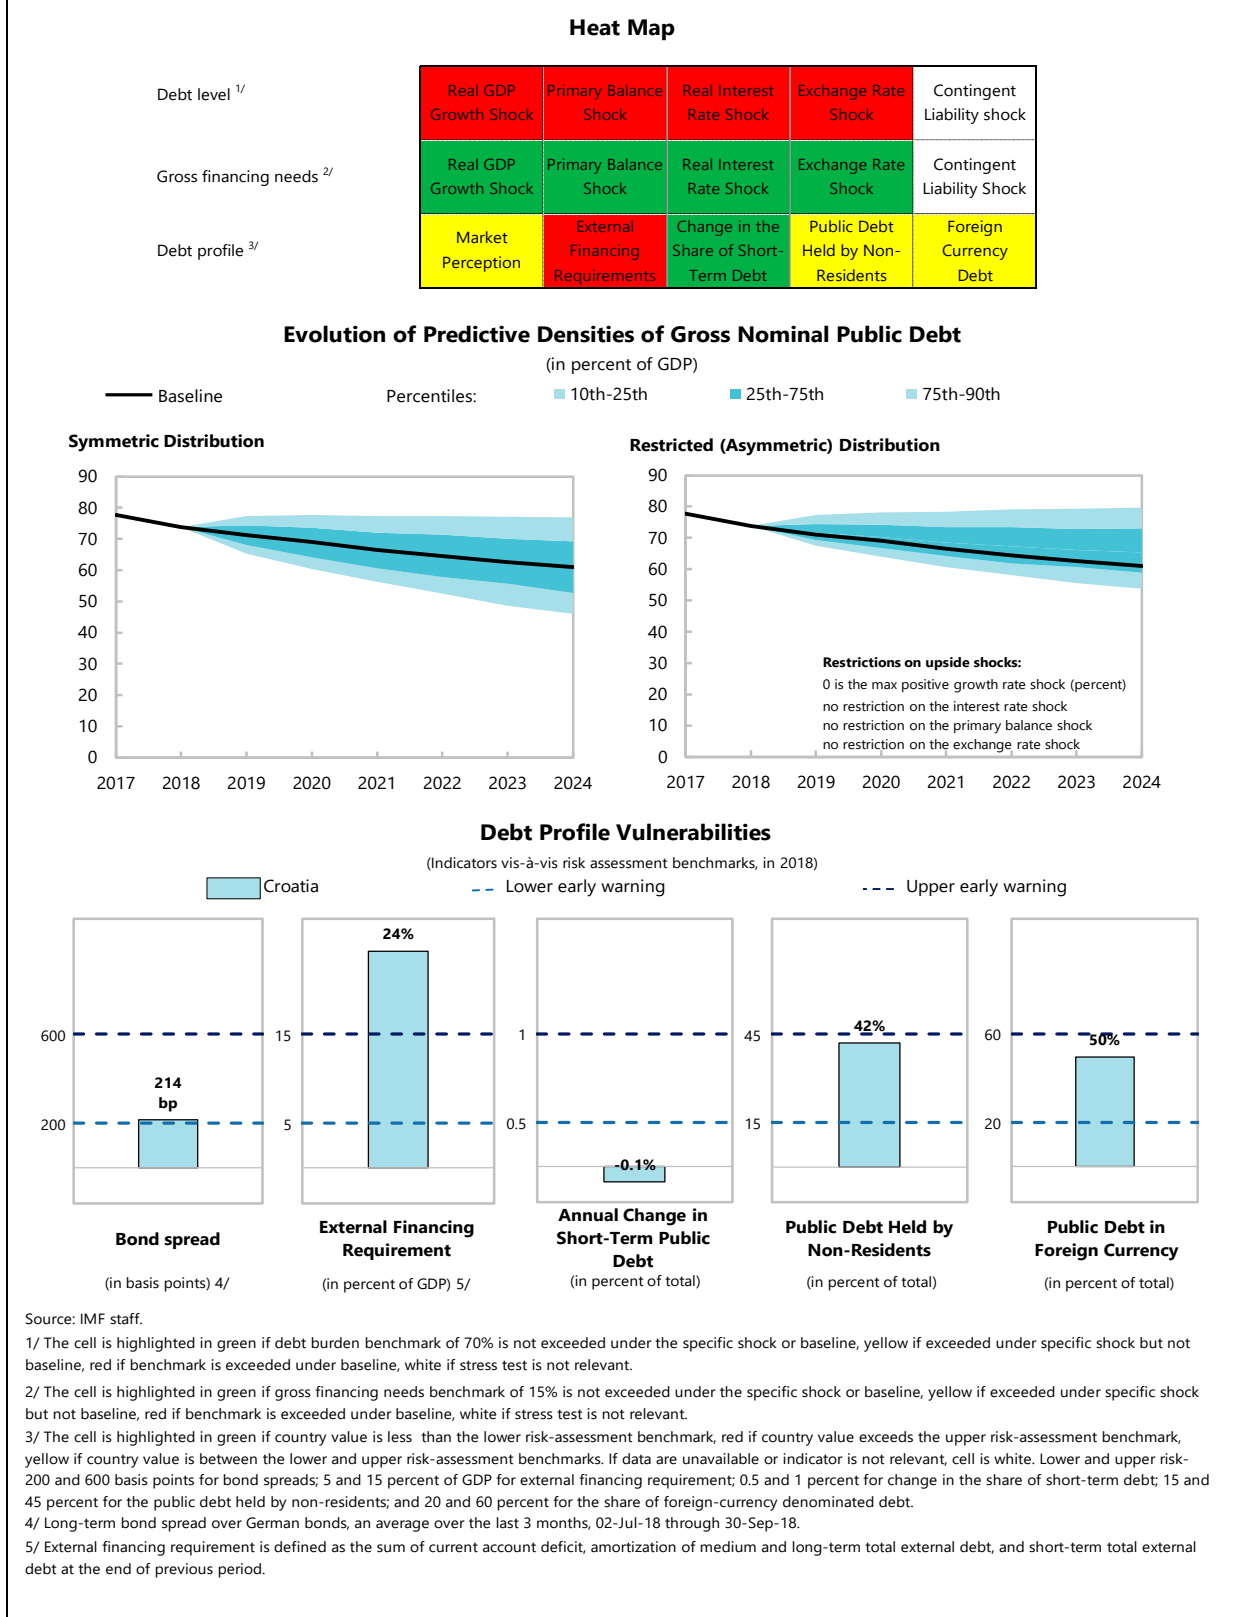 Heat Map
Debt level 1/
Real GDP Growth Shock
Primary Balance Shock
Real Interest Rate Shock
Exchange Rate Shock
Contingent Liability shock
Gross financing needs 2/
Real GDP Growth Shock
Primary Balance Shock
Real Interest Rate Shock
Exchange Rate Shock
Contingent Liability Shock
Debt profile 3/
Market Perception
External Financing Requirements
Change in the Share of Short-Term Debt
Public Debt Held by Non-Residents
Foreign Currency Debt
Evolution of Predictive Densities of Gross Nominal Public Debt
(in percent of GDP)
Baseline
Percentiles:
10th-25th
25th-75th
75th-90th
Symmetric Distribution
90
80
70
60
50
40
30
20
10
0
2017 2018 2019 2020 2021 2022 2023 2024
Restricted (Asymmetric) Distribution
90
80
70
60
50
40
30
20
10
0
Restrictions on upside shocks:
0 is the max positive growth rate shock (percent)
no restriction on the interest rate shock
no restriction on the primary balance shock
no restriction on the exchange rate shock
2017 2018 2019 2020 2021 2022 2023 2024
Debt Profile Vulnerabilities
(Indicators vis-à-vis risk assessment benchmarks, in 2018)
Croatia
Lower early warning
Upper early warning
600
200
214
bp
Bond spread
(in basis points) 4/
15
5
24%
External Financing
Requirement
(in percent of GDP) 5/
1
0.5
-0.1%
Annual Change in
Short-Term Public
Debt
(in percent of total)
45
15
42%
Public Debt Held by
Non-Residents
(in percent of total)
60
20
50%
Public Debt in
Foreign Currency
(in percent of total)
Source: IMF staff.
1/ The cell is highlighted in green if debt burden benchmark of 70% is not exceeded under the specific shock or baseline, yellow if exceeded under specific shock but not
baseline, red if benchmark is exceeded under baseline, white if stress test is not relevant.
2/ The cell is highlighted in green if gross financing needs benchmark of 15% is not exceeded under the specific shock or baseline, yellow if exceeded under specific shock
but not baseline, red if benchmark is exceeded under baseline, white if stress test is not relevant.
3/ The cell is highlighted in green if country value is less than the lower risk-assessment benchmark, red if country value exceeds the upper risk-assessment benchmark,
yellow if country value is between the lower and upper risk-assessment benchmarks. If data are unavailable or indicator is not relevant, cell is white. Lower and upper risk-
200 and 600 basis points for bond spreads; 5 and 15 percent of GDP for external financing requirement; 0.5 and 1 percent for change in the share of short-term debt; 15 and
45 percent for the public debt held by non-residents; and 20 and 60 percent for the share of foreign-currency denominated debt.
4/ Long-term bond spread over German bonds, an average over the last 3 months, 02-Jul-18 through 30-Sep-18.
5/ External financing requirement is defined as the sum of current account deficit, amortization of medium and long-term total external debt, and short-term total external
debt at the end of previous period.